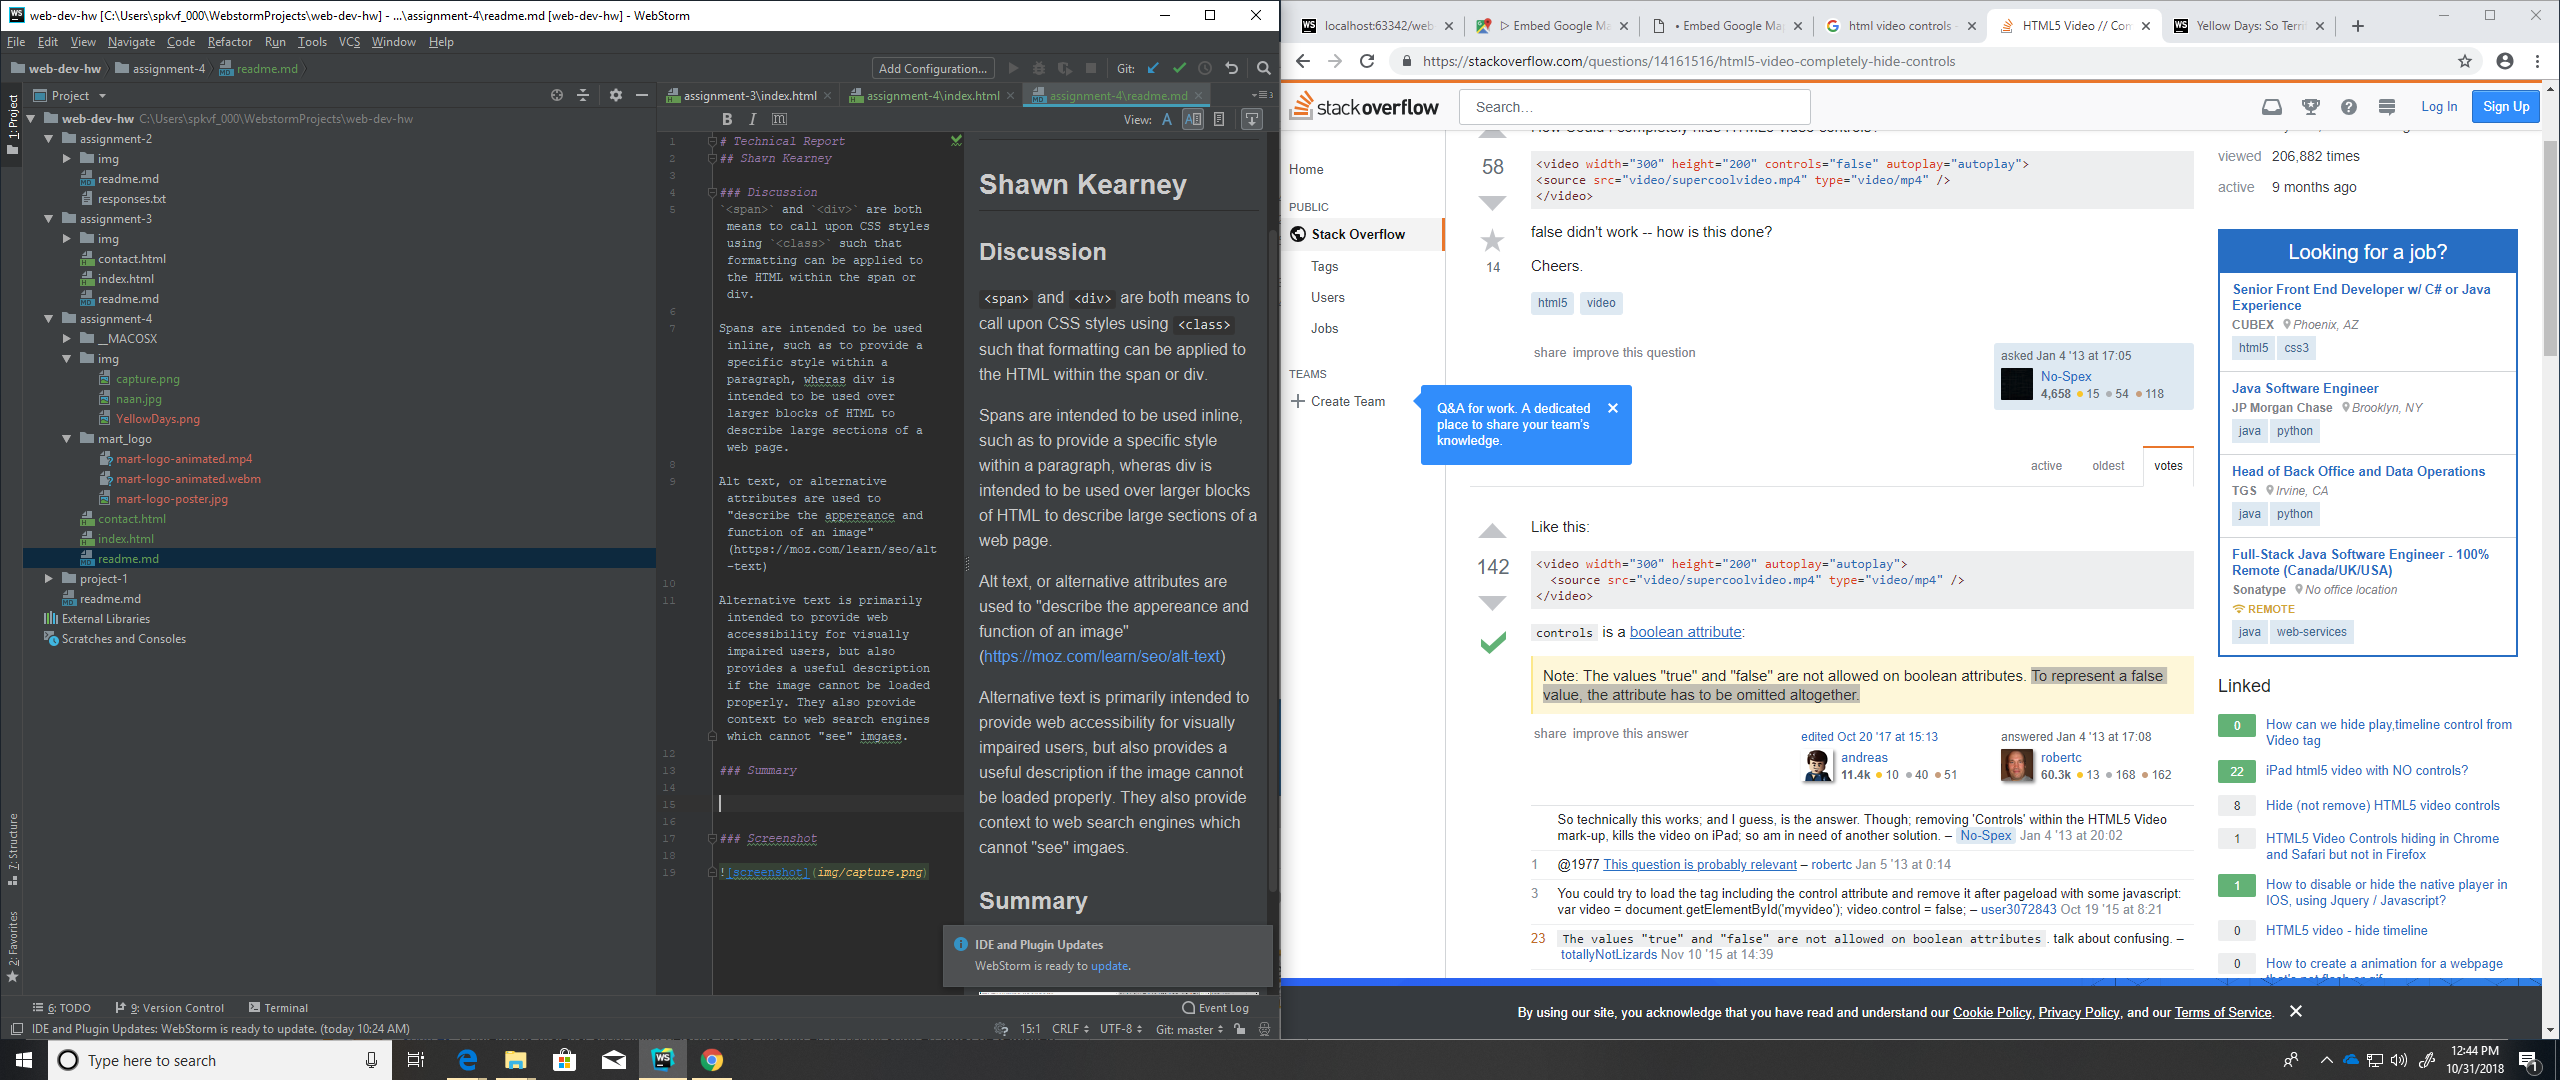 web-dev-hw [C:\Users\spkvf_000\WebstormProjects\web-dev-hw] - ...\assignment-4\readme.md [web-dev-hw] - WebStorm
File Edit View Navigate Code Refactor Run Tools VCS Window Help
web-dev-hw assignment-4 readme.md
Add Configuration... Git:
1: Project
7: Structure
2: Favorites
Project
web-dev-hw C:\Users\spkvf_000\WebstormProjects\web-dev-hw
assignment-2
img
readme.md
responses.txt
assignment-3
img
contact.html
index.html
readme.md
assignment-4
__MACOSX
img
capture.png
naan.jpg
YellowDays.png
mart_logo
mart-logo-animated.mp4
mart-logo-animated.webm
mart-logo-poster.jpg
contact.html
index.html
readme.md
project-1
readme.md
External Libraries
Scratches and Consoles
assignment-3\index.html assignment-4\index.html assignment-4\readme.md
B I m View: A
1 # Technical Report
2 ## Shawn Kearney
3
4 ### Discussion
5 `<span>` and `<div>` are both
means to call upon CSS styles
using `<class>` such that
formatting can be applied to
the HTML within the span or
div.
6
7 Spans are intended to be used
inline, such as to provide a
specific style within a
paragraph, wheras div is
intended to be used over
larger blocks of HTML to
describe large sections of a
web page.
8
9 Alt text, or alternative
attributes are used to
"describe the appereance and
function of an image"
(https://moz.com/learn/seo/alt
-text)
10
11 Alternative text is primarily
intended to provide web
accessibility for visually
impaired users, but also
provides a useful description
if the image cannot be loaded
properly. They also provide
context to web search engines
which cannot "see" imgaes.
12
13 ### Summary
14
15
16
17 ### Screenshot
18
19 ![screenshot](img/capture.png)
Shawn Kearney
Discussion
<span> and <div> are both means to
call upon CSS styles using <class>
such that formatting can be applied to
the HTML within the span or div.
Spans are intended to be used inline,
such as to provide a specific style
within a paragraph, wheras div is
intended to be used over larger blocks
of HTML to describe large sections of a
web page.
Alt text, or alternative attributes are
used to "describe the appereance and
function of an image"
(https://moz.com/learn/seo/alt-text)
Alternative text is primarily intended to
provide web accessibility for visually
impaired users, but also provides a
useful description if the image cannot
be loaded properly. They also provide
context to web search engines which
cannot "see" imgaes.
Summary
IDE and Plugin Updates
WebStorm is ready to update.
6: TODO 9: Version Control Terminal Event Log
IDE and Plugin Updates: WebStorm is ready to update. (today 10:24 AM) 15:1 CRLF UTF-8 Git: master
localhost:63342/web Embed Google Ma • Embed Google Ma html video controls HTML5 Video // Com Yellow Days: So Terri
https://stackoverflow.com/questions/14161516/html5-video-completely-hide-controls
stackoverflow Search... Log In Sign Up
Home
PUBLIC
Stack Overflow
Tags
Users
Jobs
TEAMS
Create Team
Q&A for work. A dedicated
place to share your team's
knowledge.
58
14
<video width="300" height="200" controls="false" autoplay="autoplay">
<source src="video/supercoolvideo.mp4" type="video/mp4" />
</video>
false didn't work -- how is this done?
Cheers.
html5 video
share improve this question
asked Jan 4 '13 at 17:05
No-Spex
4,658 15 54 118
active oldest votes
142
Like this:
<video width="300" height="200" autoplay="autoplay">
<source src="video/supercoolvideo.mp4" type="video/mp4" />
</video>
controls is a boolean attribute:
Note: The values "true" and "false" are not allowed on boolean attributes. To represent a false
value, the attribute has to be omitted altogether.
share improve this answer
edited Oct 20 '17 at 15:13
andreas
11.4k 10 40 51
answered Jan 4 '13 at 17:08
robertc
60.3k 13 168 162
So technically this works; and I guess, is the answer. Though; removing 'Controls' within the HTML5 Video
mark-up, kills the video on iPad; so am in need of another solution. – No-Spex Jan 4 '13 at 20:02
1 @1977 This question is probably relevant – robertc Jan 5 '13 at 0:14
3 You could try to load the tag including the control attribute and remove it after pageload with some javascript:
var video = document.getElementById('myvideo'); video.control = false; – user3072843 Oct 19 '15 at 8:21
23 The values "true" and "false" are not allowed on boolean attributes. talk about confusing. –
totallyNotLizards Nov 10 '15 at 14:39
viewed 206,882 times
active 9 months ago
Looking for a job?
Senior Front End Developer w/ C# or Java
Experience
CUBEX Phoenix, AZ
html5 css3
Java Software Engineer
JP Morgan Chase Brooklyn, NY
java python
Head of Back Office and Data Operations
TGS Irvine, CA
java python
Full-Stack Java Software Engineer - 100%
Remote (Canada/UK/USA)
Sonatype No office location
REMOTE
java web-services
Linked
0 How can we hide play,timeline control from
Video tag
22 iPad html5 video with NO controls?
8 Hide (not remove) HTML5 video controls
1 HTML5 Video Controls hiding in Chrome
and Safari but not in Firefox
1 How to disable or hide the native player in
IOS, using Jquery / Javascript?
0 HTML5 video - hide timeline
0 How to create a animation for a webpage
By using our site, you acknowledge that you have read and understand our Cookie Policy, Privacy Policy, and our Terms of Service.
Type here to search
12:44 PM
10/31/2018
1